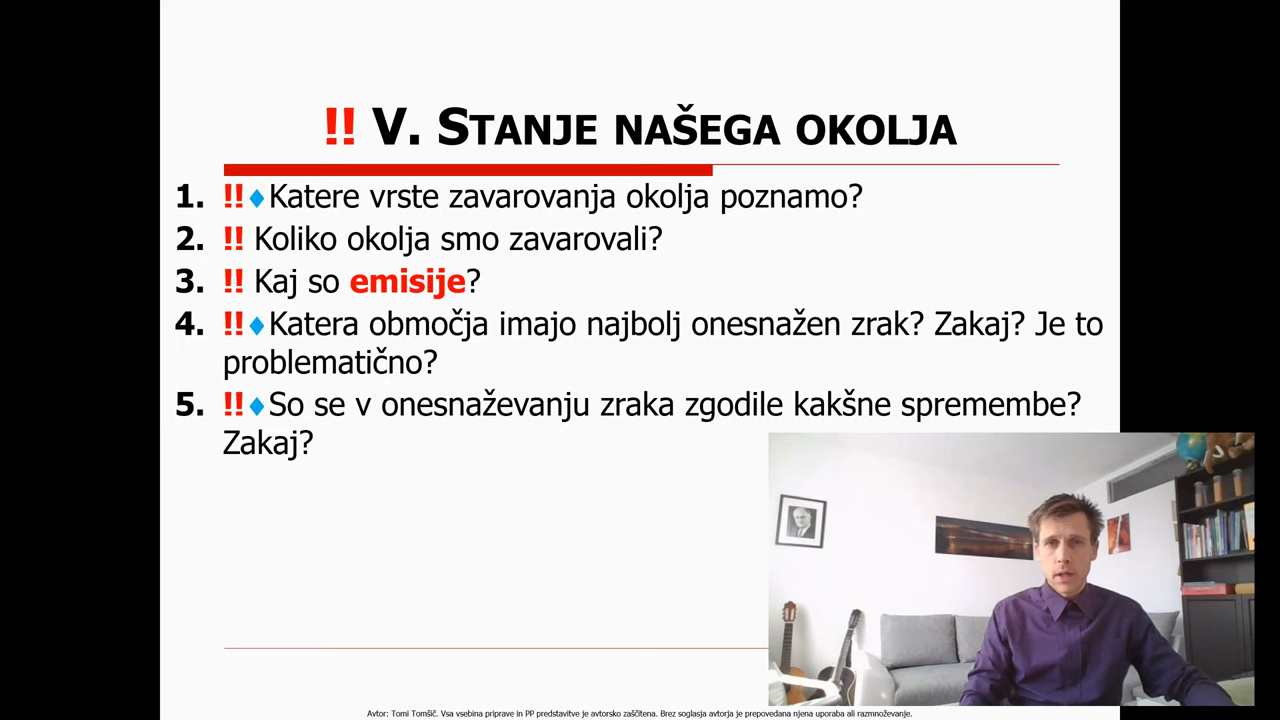 !! V. STANJE NAŠEGA OKOLJA
1. !!♦Katere vrste zavarovanja okolja poznamo?
2. !! Koliko okolja smo zavarovali?
3. !! Kaj so emisije?
4. !!♦Katera območja imajo najbolj onesnažen zrak? Zakaj? Je to
problematično?
5. !!♦So se v onesnaževanju zraka zgodile kakšne spremembe?
Zakaj?
Avtor: Tomi Tomšič. Vsa vsebina priprave in PP predstavitve je avtorsko zaščitena. Brez soglasja avtorja je prepovedana njena uporaba ali razmnoževanje.